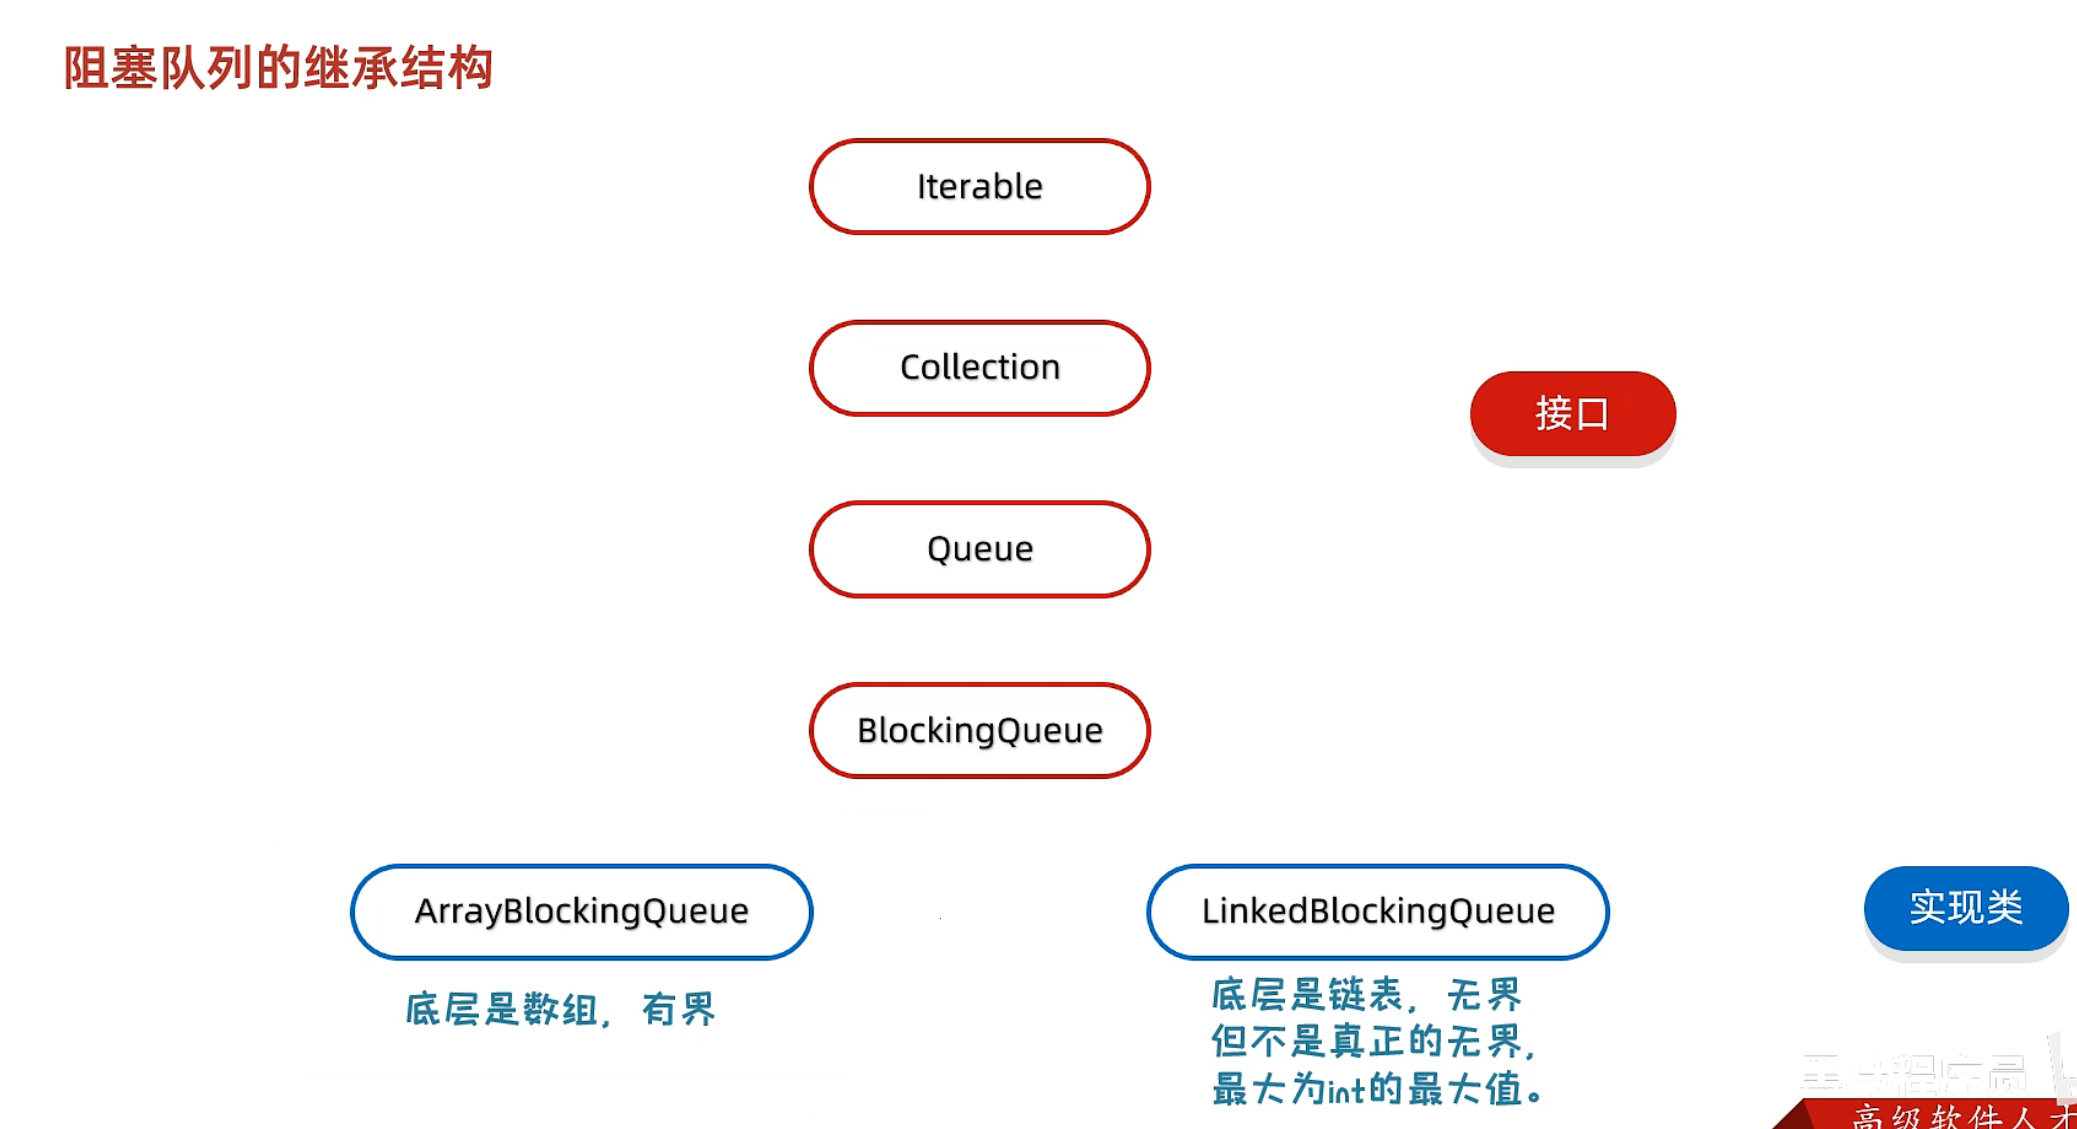 阻塞队列的继承结构
Iterable
Collection
接口
Queue
BlockingQueue
ArrayBlockingQueue
LinkedBlockingQueue
实现类
底层是数组，有界
底层是链表，无界
但不是真正的无界，
最大为int的最大值。
程序员
高级软件人才